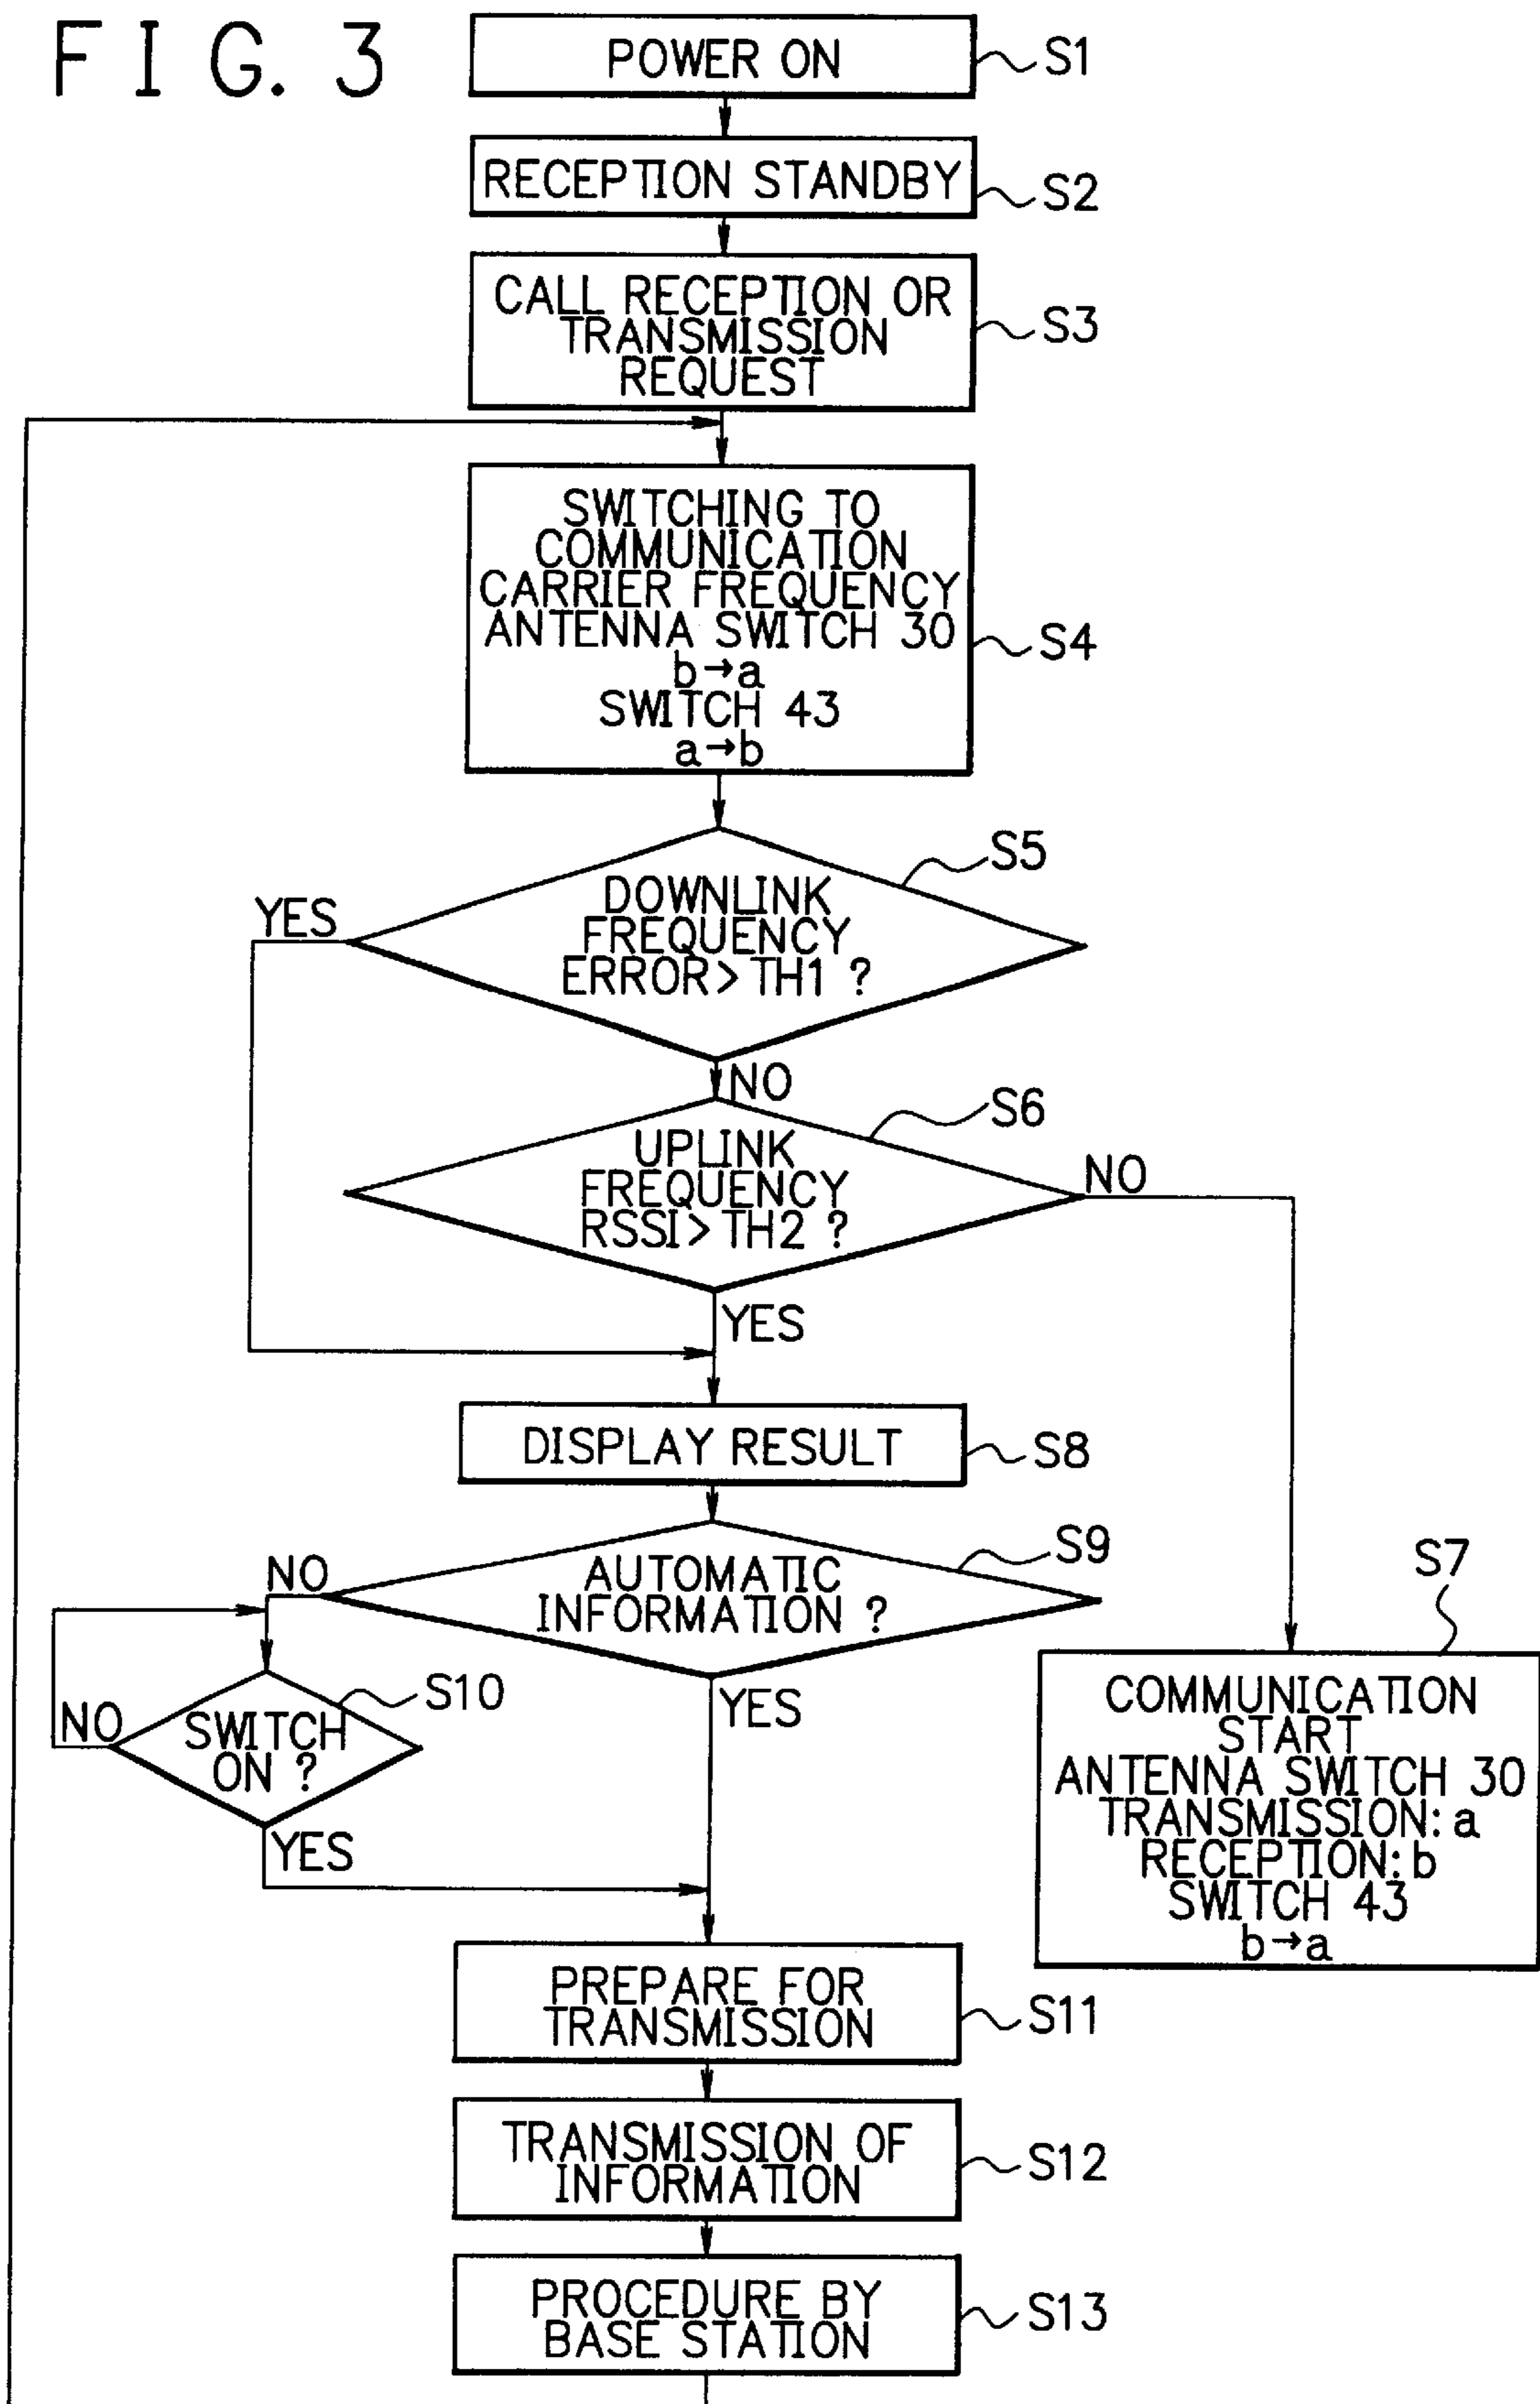 FIG. 3
POWER ON
S1
RECEPTION STANDBY
S2
CALL RECEPTION OR
TRANSMISSION
REQUEST
S3
SWITCHING TO
COMMUNICATION
CARRIER FREQUENCY
ANTENNA SWITCH 30
b→a
SWITCH 43
a→b
S4
S5
DOWNLINK
FREQUENCY
ERROR>TH1 ?
YES
NO
S6
UPLINK
FREQUENCY
RSSI>TH2 ?
NO
YES
DISPLAY RESULT
S8
S9
AUTOMATIC
INFORMATION ?
NO
YES
S10
SWITCH
ON ?
NO
YES
S7
COMMUNICATION
START
ANTENNA SWITCH 30
TRANSMISSION: a
RECEPTION: b
SWITCH 43
b→a
PREPARE FOR
TRANSMISSION
S11
TRANSMISSION OF
INFORMATION
S12
PROCEDURE BY
BASE STATION
S13